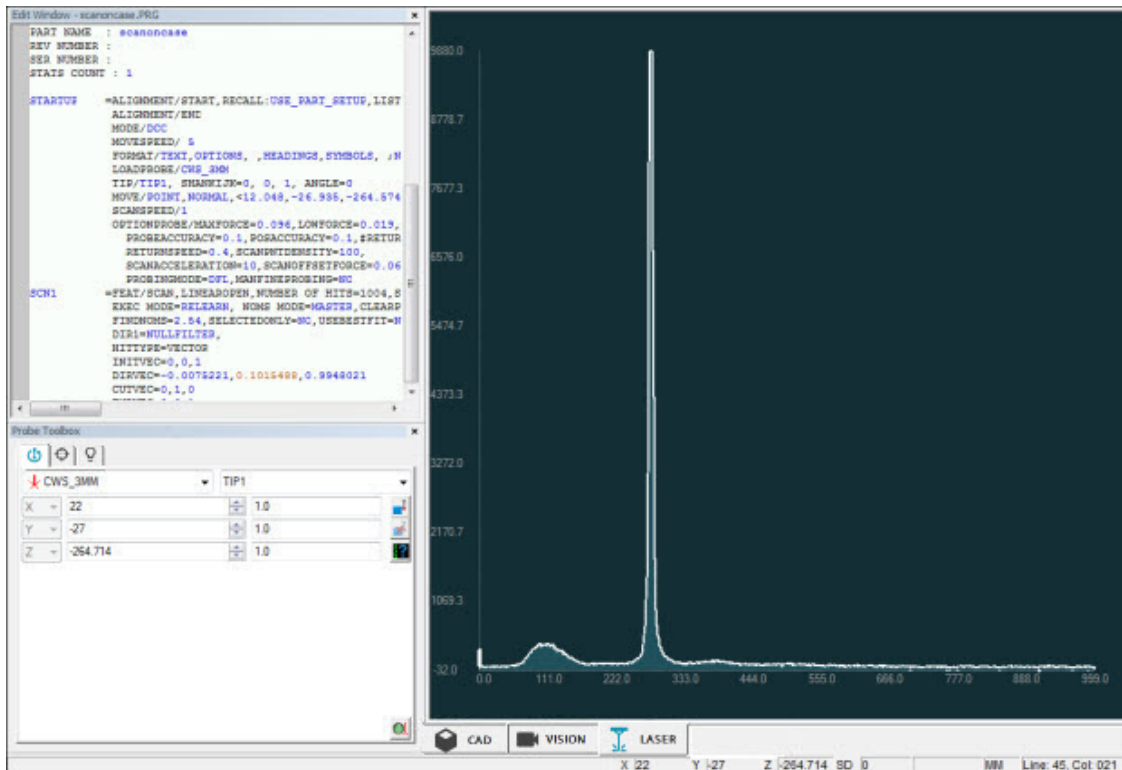 Edit Window - scanoncase.PRG
PART NAME : scanoncase
REV NUMBER :
SER NUMBER :
STATS COUNT : 1
STARTUP =ALIGNMENT/START,RECALL:USE_PART_SETUP,LIST
ALIGNMENT/END
MODE/DCC
MOVESPEED/ 5
FORMAT/TEXT,OPTIONS, ,HEADINGS,SYMBOLS, ;N
LOADPROBE/CWS_3MM
TIP/TIP1, SHANKIJK=0, 0, 1, ANGLE=0
MOVE/POINT,NORMAL,<12.048,-26.935,-264.574
SCANSPEED/1
OPTIONPROBE/MAXFORCE=0.096,LOWFORCE=0.019,
PROBEACCURACY=0.1,POSACCURACY=0.1,#RETUR
RETURNSPEED=0.4,SCANPNTDENSITY=100,
SCANACCELERATION=10,SCANOFFSETFORCE=0.06
PROBINGMODE=DFL,MANFINEPROBING=NO
SCN1 =FEAT/SCAN,LINEAROPEN,NUMBER OF HITS=1004,S
EXEC MODE=RELEARN, NOMS MODE=MASTER,CLEARP
FINDNOMS=2.54,SELECTEDONLY=NO,USEBESTFIT=N
DIR1=NULLFILTER,
HITTYPE=VECTOR
INITVEC=0,0,1
DIRVEC=-0.0075221,0.1015488,0.9948021
CUTVEC=0,1,0
Probe Toolbox
CWS_3MM TIP1
X 22 1.0
Y -27 1.0
Z -264.714 1.0
9880.0
8778.7
7677.3
6576.0
5474.7
4373.3
3272.0
2170.7
1069.3
-32.0
0.0 111.0 222.0 333.0 444.0 555.0 666.0 777.0 888.0 999.0
CAD VISION LASER
X 22 Y -27 Z -264.714 SD 0 MM Line: 45, Col: 021